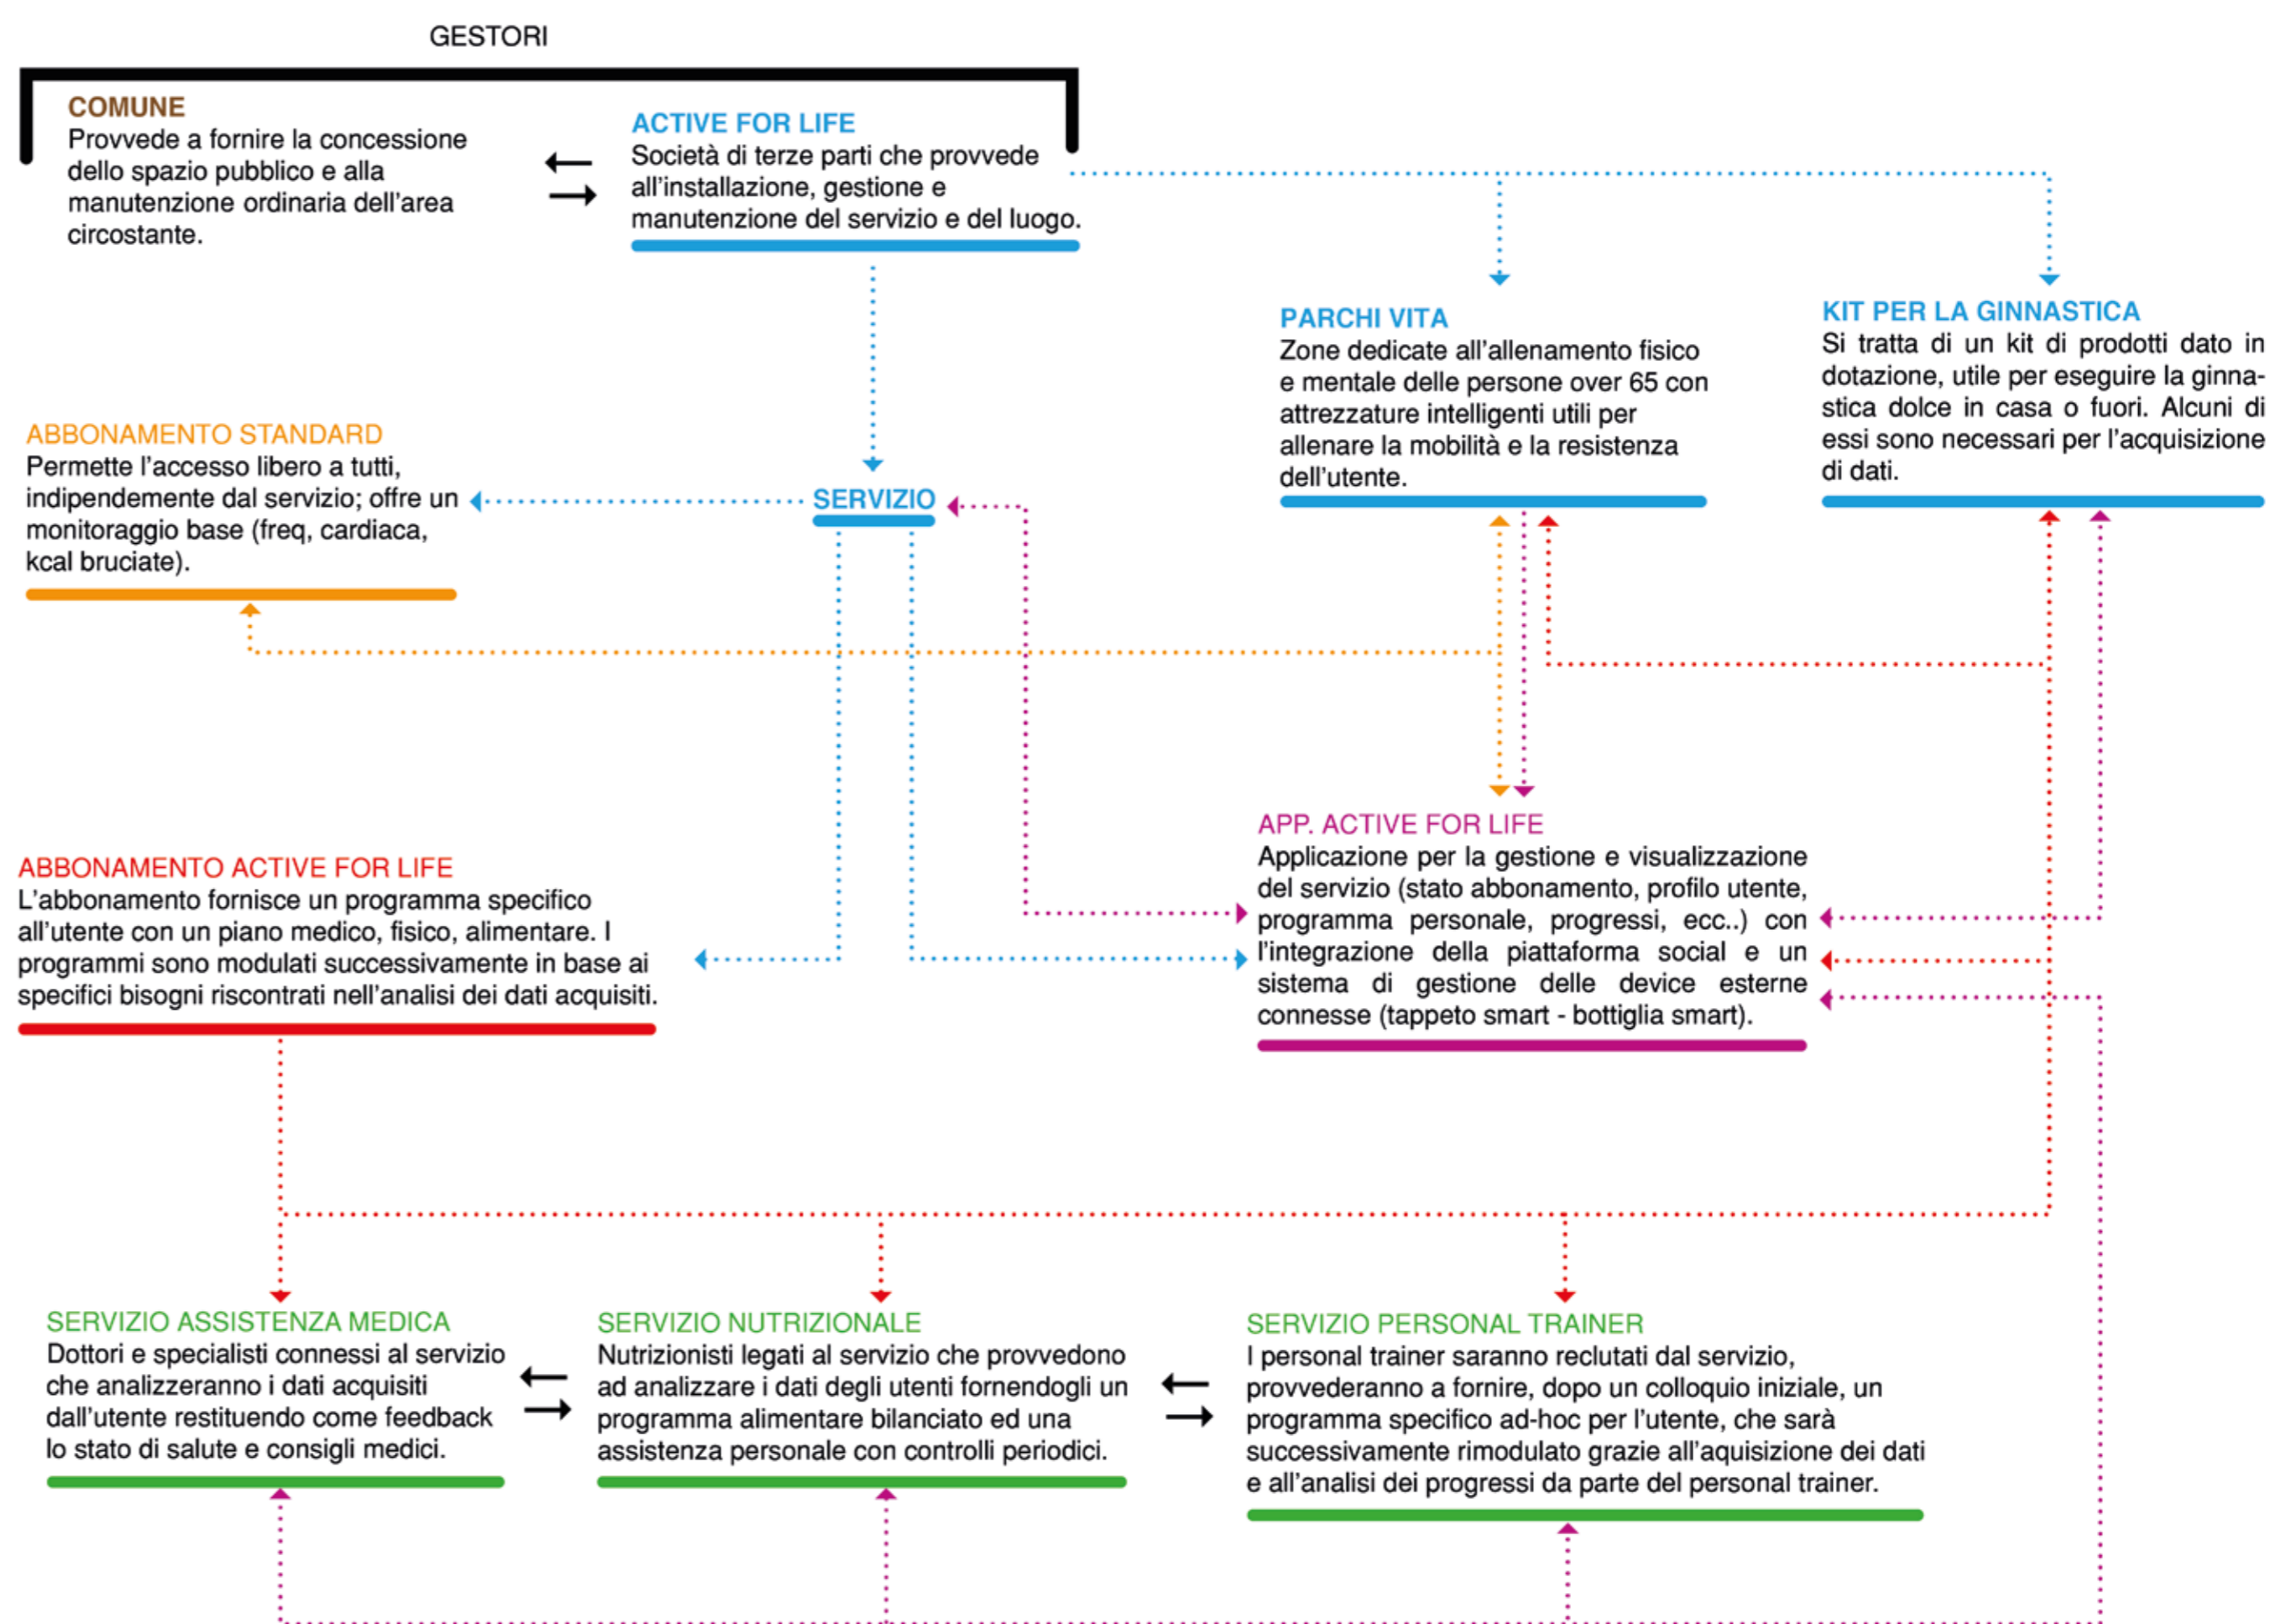 GESTORI
COMUNE
Provvede a fornire la concessione
dello spazio pubblico e alla
manutenzione ordinaria dell'area
circostante.
ACTIVE FOR LIFE
Società di terze parti che provvede
all'installazione, gestione e
manutenzione del servizio e del luogo.
PARCHI VITA
Zone dedicate all'allenamento fisico
e mentale delle persone over 65 con
attrezzature intelligenti utili per
allenare la mobilità e la resistenza
dell'utente.
KIT PER LA GINNASTICA
Si tratta di un kit di prodotti dato in
dotazione, utile per eseguire la ginna-
stica dolce in casa o fuori. Alcuni di
essi sono necessari per l'acquisizione
di dati.
ABBONAMENTO STANDARD
Permette l'accesso libero a tutti,
indipendemente dal servizio; offre un
monitoraggio base (freq, cardiaca,
kcal bruciate).
SERVIZIO
ABBONAMENTO ACTIVE FOR LIFE
L'abbonamento fornisce un programma specifico
all'utente con un piano medico, fisico, alimentare. I
programmi sono modulati successivamente in base ai
specifici bisogni riscontrati nell'analisi dei dati acquisiti.
APP. ACTIVE FOR LIFE
Applicazione per la gestione e visualizzazione
del servizio (stato abbonamento, profilo utente,
programma personale, progressi, ecc..) con
l'integrazione della piattaforma social e un
sistema di gestione delle device esterne
connesse (tappeto smart - bottiglia smart).
SERVIZIO ASSISTENZA MEDICA
Dottori e specialisti connessi al servizio
che analizzeranno i dati acquisiti
dall'utente restituendo come feedback
lo stato di salute e consigli medici.
SERVIZIO NUTRIZIONALE
Nutrizionisti legati al servizio che provvedono
ad analizzare i dati degli utenti fornendogli un
programma alimentare bilanciato ed una
assistenza personale con controlli periodici.
SERVIZIO PERSONAL TRAINER
I personal trainer saranno reclutati dal servizio,
provvederanno a fornire, dopo un colloquio iniziale, un
programma specifico ad-hoc per l'utente, che sarà
successivamente rimodulato grazie all'aquisizione dei dati
e all'analisi dei progressi da parte del personal trainer.